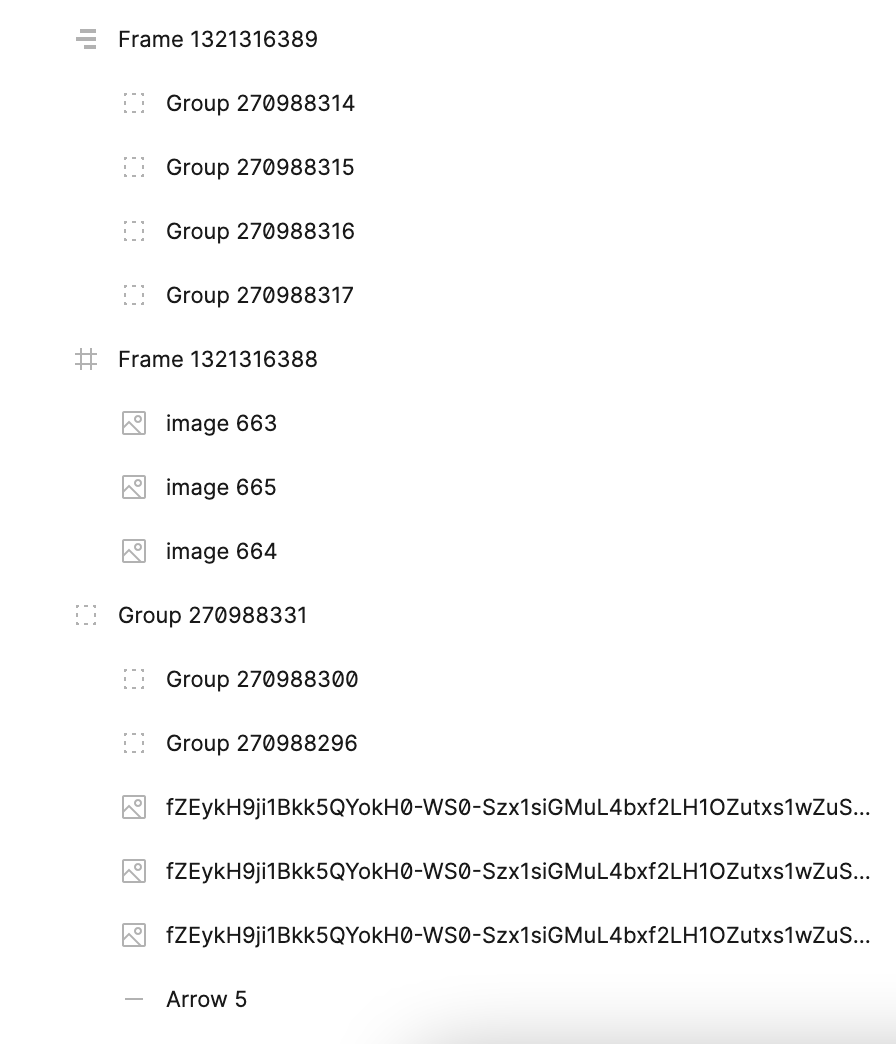 Frame 1321316389
Group 270988314
Group 270988315
Group 270988316
Group 270988317
Frame 1321316388
image 663
image 665
image 664
Group 270988331
Group 270988300
Group 270988296
fZEykH9ji1Bkk5QYokH0-WS0-Szx1siGMuL4bxf2LH1OZutxs1wZuS...
fZEykH9ji1Bkk5QYokH0-WS0-Szx1siGMuL4bxf2LH1OZutxs1wZuS...
fZEykH9ji1Bkk5QYokH0-WS0-Szx1siGMuL4bxf2LH1OZutxs1wZuS...
Arrow 5